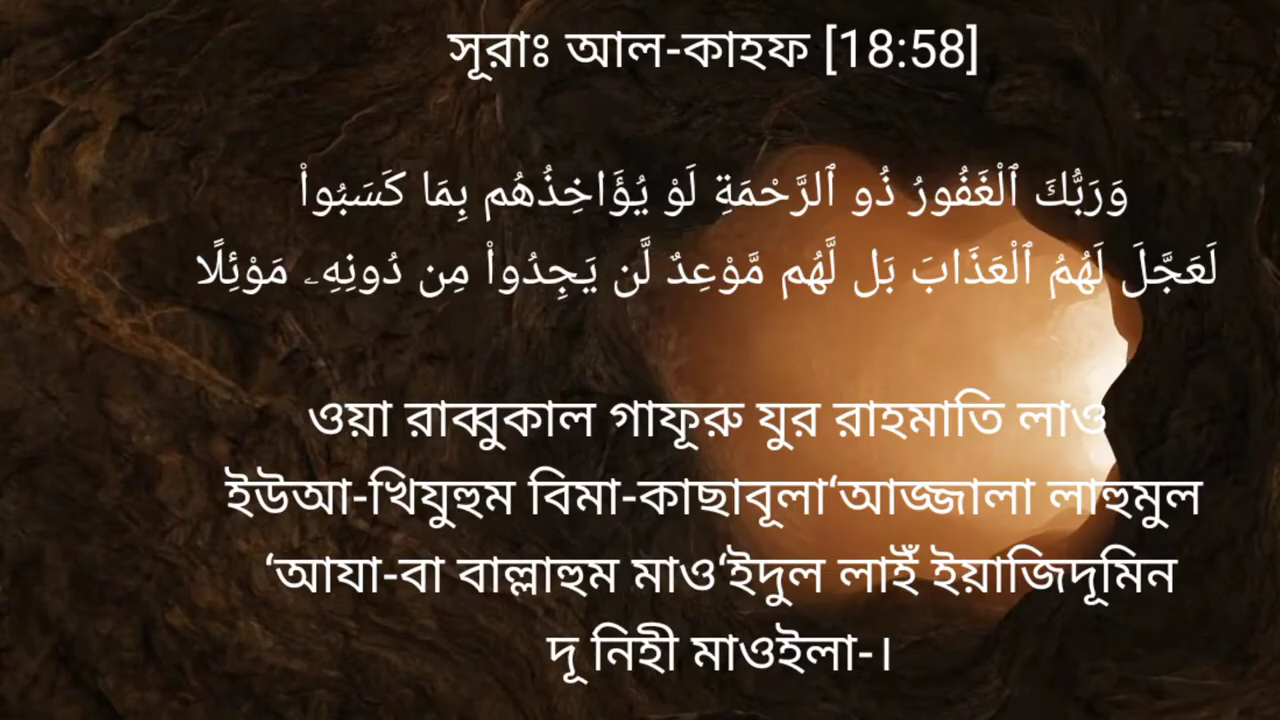 সূরাঃ আল-কাহফ [18:58]
وَرَبُّكَ ٱلْغَفُورُ ذُو ٱلرَّحْمَةِ لَوْ يُؤَاخِذُهُم بِمَا كَسَبُوا۟
لَعَجَّلَ لَهُمُ ٱلْعَذَابَ بَل لَّهُم مَّوْعِدٌ لَّن يَجِدُوا۟ مِن دُونِهِۦ مَوْئِلًا
ওয়া রাব্বুকাল গাফূরু যুর রাহমাতি লাও
ইউআ-খিযুহুম বিমা-কাছাবূলা‘আজ্জালা লাহুমুল
‘আযা-বা বাল্লাহুম মাও‘ইদুল লাইঁ ইয়াজিদূমিন
দূ নিহী মাওইলা-।